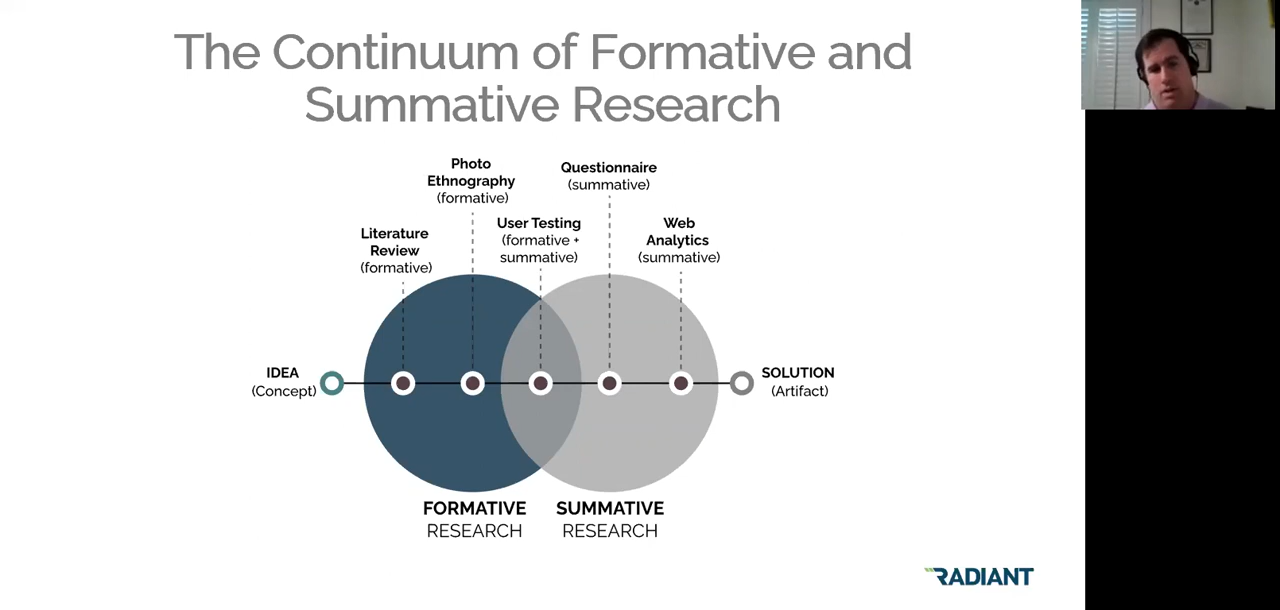 The Continuum of Formative and
Summative Research
Photo
Ethnography
(formative)
Questionnaire
(summative)
Literature
Review
(formative)
User Testing
(formative +
summative)
Web
Analytics
(summative)
IDEA
(Concept)
SOLUTION
(Artifact)
FORMATIVE
RESEARCH
SUMMATIVE
RESEARCH
RADIANT